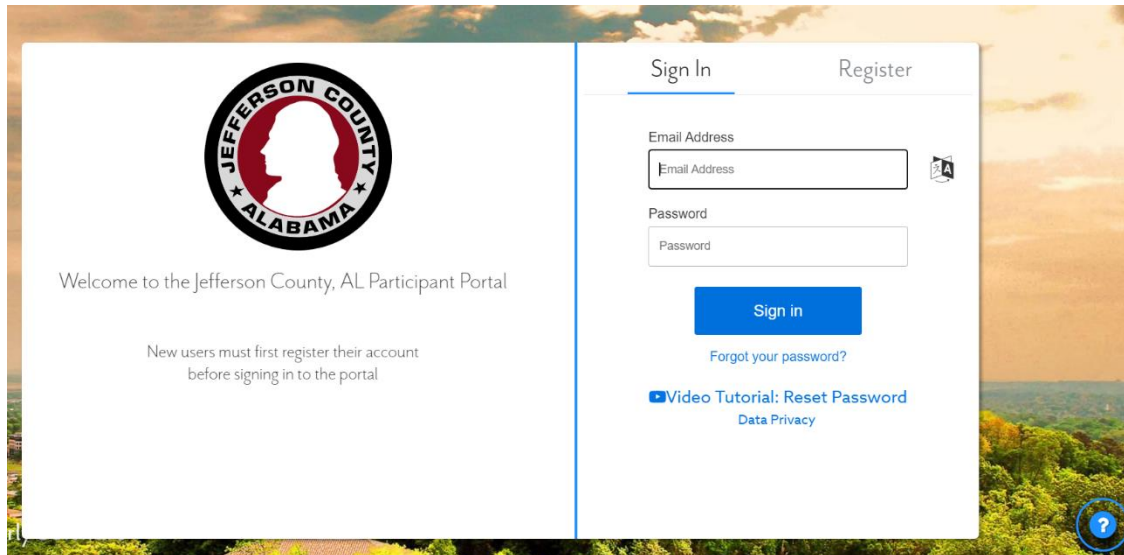 JEFFERSON COUNTY
ALABAMA
Welcome to the Jefferson County, AL Participant Portal
New users must first register their account
before signing in to the portal
Sign In
Register
Email Address
Email Address
Password
Password
Sign in
Forgot your password?
Video Tutorial: Reset Password
Data Privacy
A
?